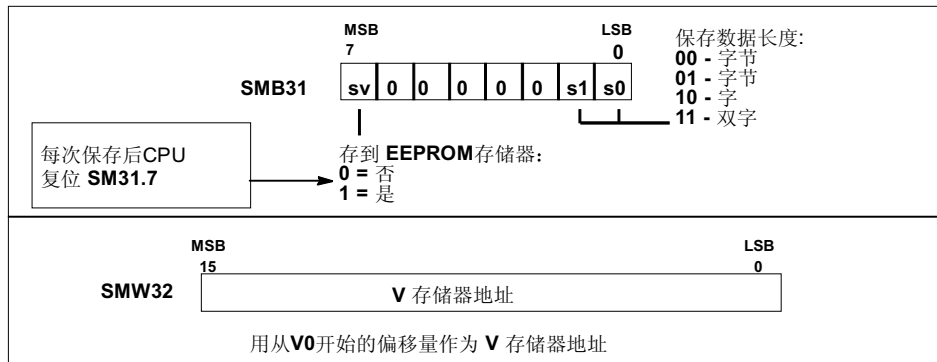 MSB LSB
7 0
SMB31 sv 0 0 0 0 0 s1 s0
保存数据长度:
00 - 字节
01 - 字节
10 - 字
11 - 双字
每次保存后CPU
复位 SM31.7
存到 EEPROM存储器：
0 = 否
1 = 是
MSB LSB
15 0
SMW32 V 存储器地址
用从V0开始的偏移量作为 V 存储器地址